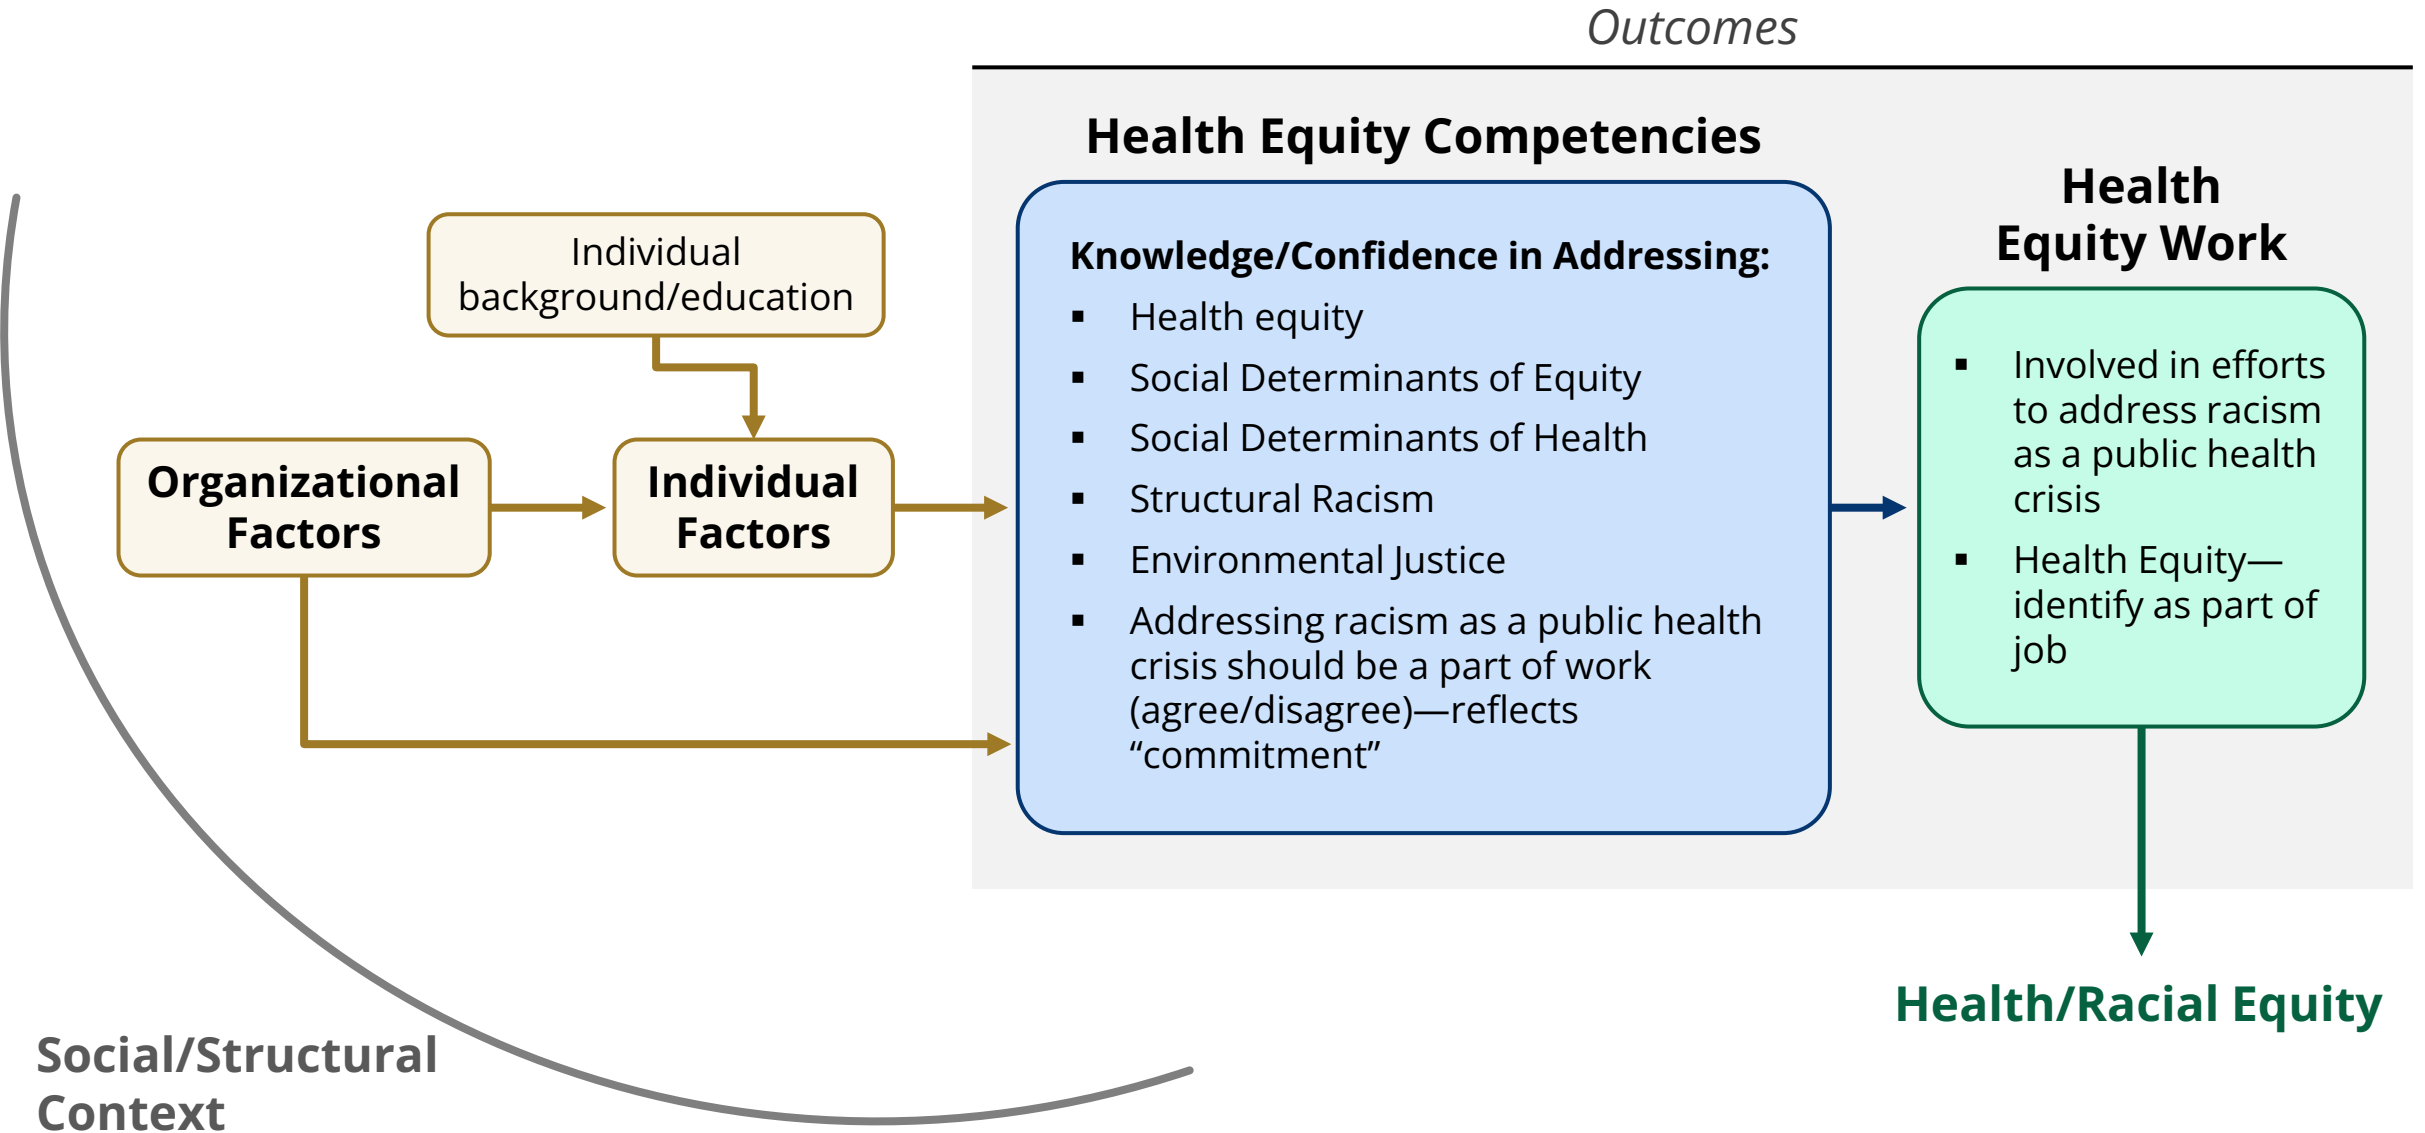 Outcomes
Health Equity Competencies
Health
Equity Work
Individual
background/education
Organizational
Factors
Individual
Factors
Knowledge/Confidence in Addressing:
▪ Health equity
▪ Social Determinants of Equity
▪ Social Determinants of Health
▪ Structural Racism
▪ Environmental Justice
▪ Addressing racism as a public health
crisis should be a part of work
(agree/disagree)—reflects
“commitment”
▪ Involved in efforts
to address racism
as a public health
crisis
▪ Health Equity—
identify as part of
job
Health/Racial Equity
Social/Structural
Context